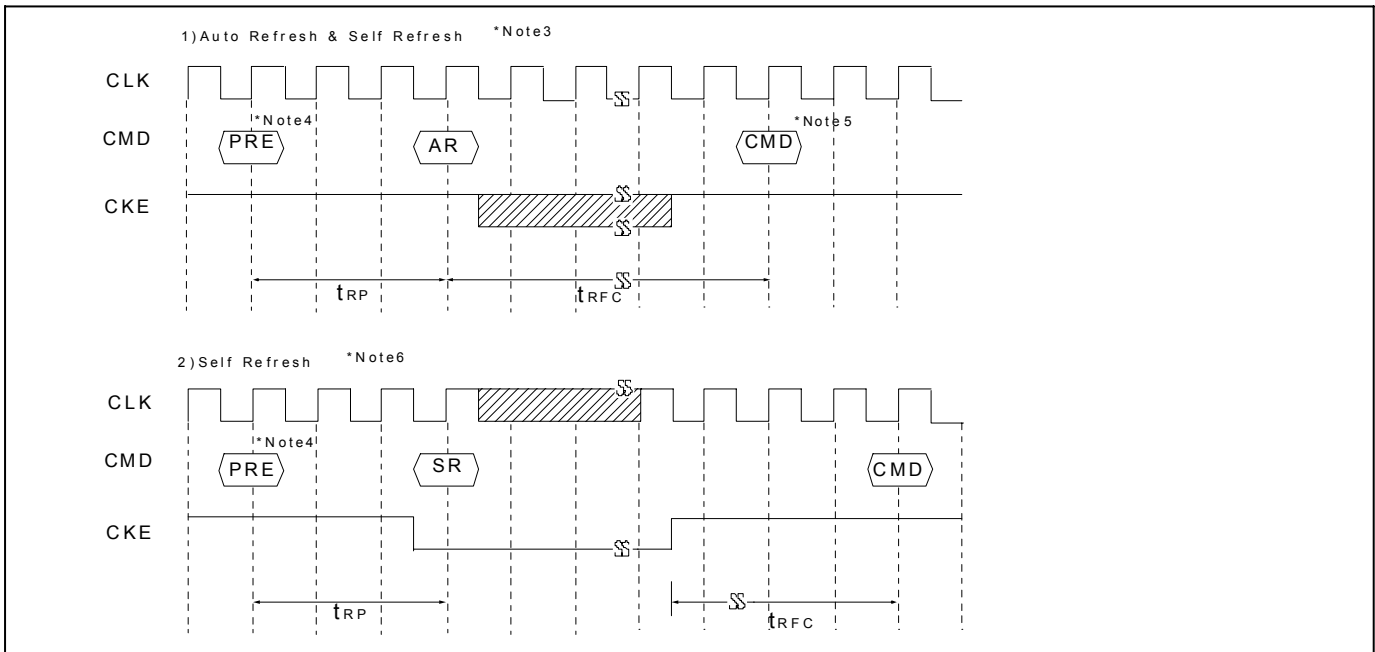 1)Auto Refresh & Self Refresh *Note3
CLK
*Note4 *Note5
CMD PRE AR CMD
CKE
tRP tRFC
2)Self Refresh *Note6
CLK
*Note4
CMD PRE SR CMD
CKE
tRP tRFC